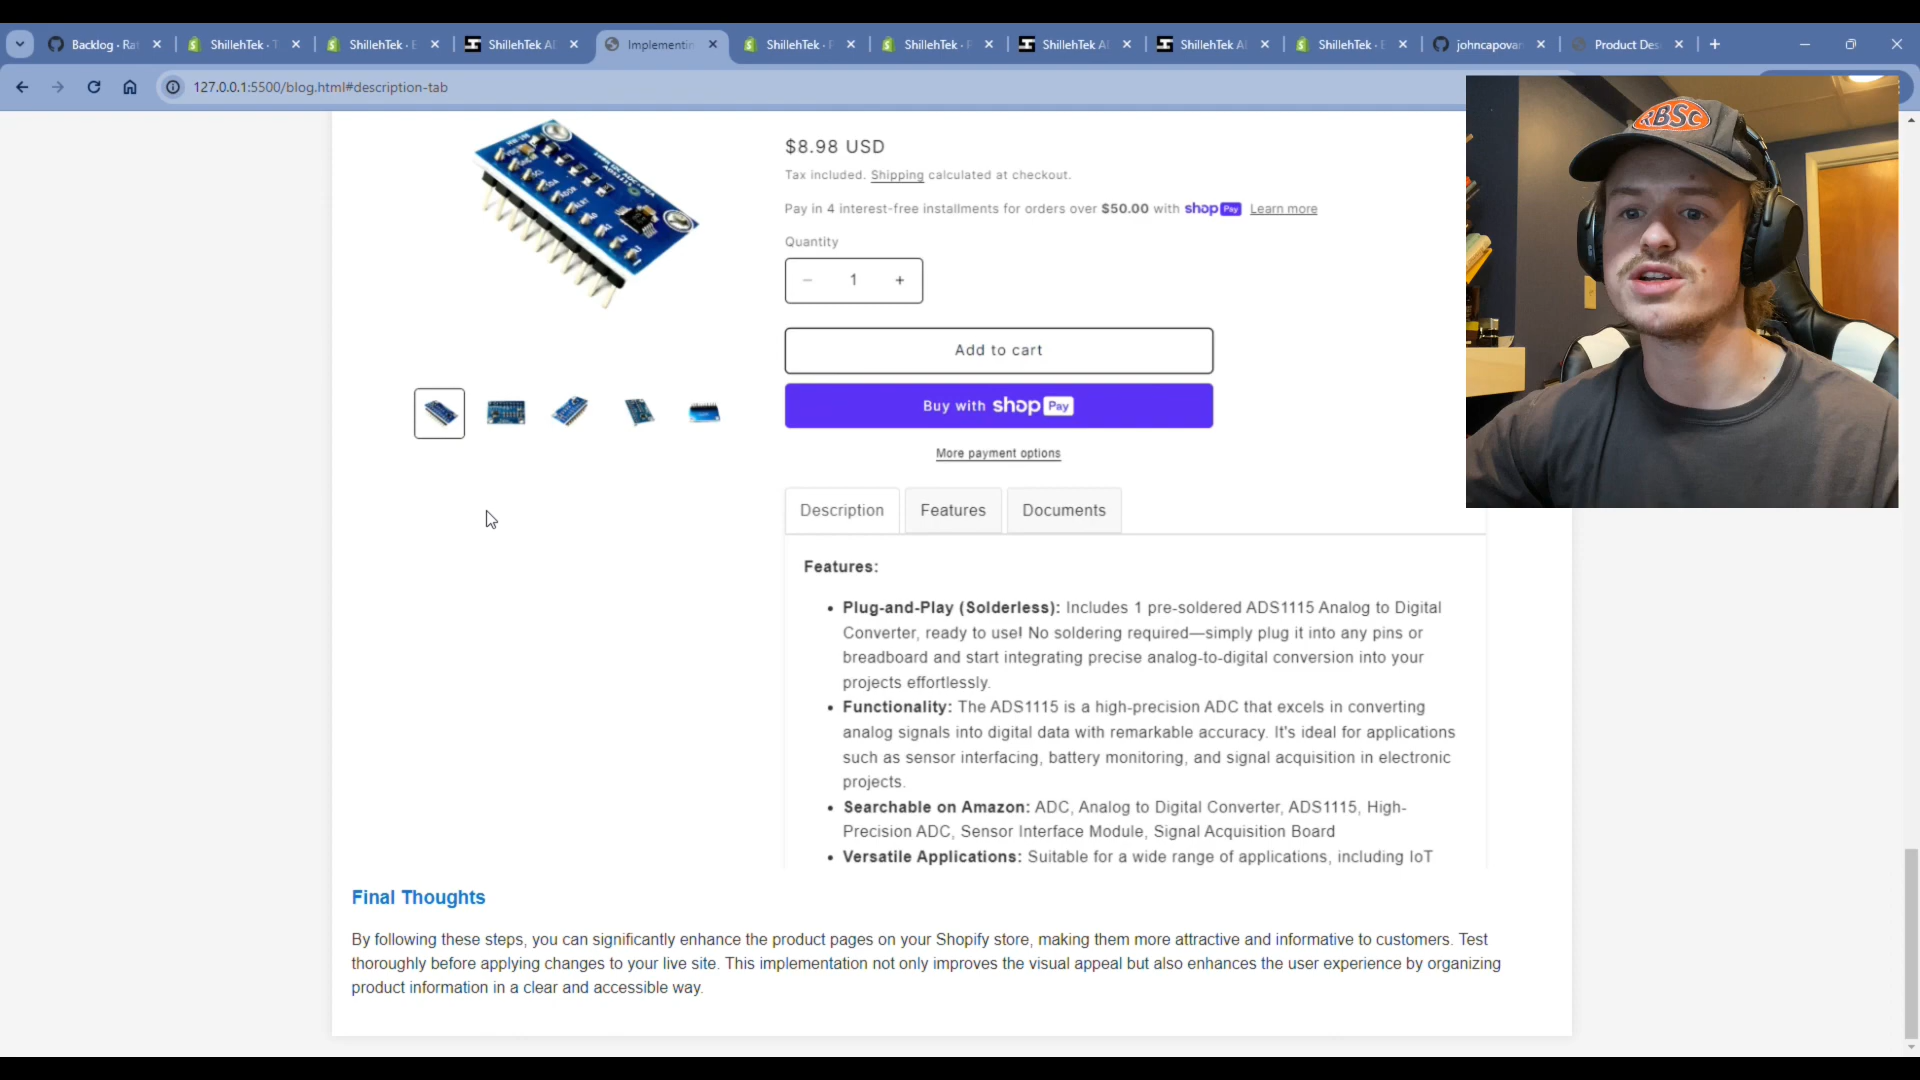 Backlog · Ra
ShillehTek · T
ShillehTek · E
ShillehTek A
Implementin
ShillehTek · F
ShillehTek · F
ShillehTek A
ShillehTek A
ShillehTek · E
johncapova
Product Des
127.0.0.1:5500/blog.html#description-tab
RBSC
$8.98 USD
Tax included. Shipping calculated at checkout.
Pay in 4 interest-free installments for orders over $50.00 with shop Pay Learn more
Quantity
− 1 +
Add to cart
Buy with shop Pay
More payment options
Description Features Documents
Features:
• Plug-and-Play (Solderless): Includes 1 pre-soldered ADS1115 Analog to Digital
Converter, ready to use! No soldering required—simply plug it into any pins or
breadboard and start integrating precise analog-to-digital conversion into your
projects effortlessly.
• Functionality: The ADS1115 is a high-precision ADC that excels in converting
analog signals into digital data with remarkable accuracy. It's ideal for applications
such as sensor interfacing, battery monitoring, and signal acquisition in electronic
projects.
• Searchable on Amazon: ADC, Analog to Digital Converter, ADS1115, High-
Precision ADC, Sensor Interface Module, Signal Acquisition Board
• Versatile Applications: Suitable for a wide range of applications, including IoT
Final Thoughts
By following these steps, you can significantly enhance the product pages on your Shopify store, making them more attractive and informative to customers. Test
thoroughly before applying changes to your live site. This implementation not only improves the visual appeal but also enhances the user experience by organizing
product information in a clear and accessible way.